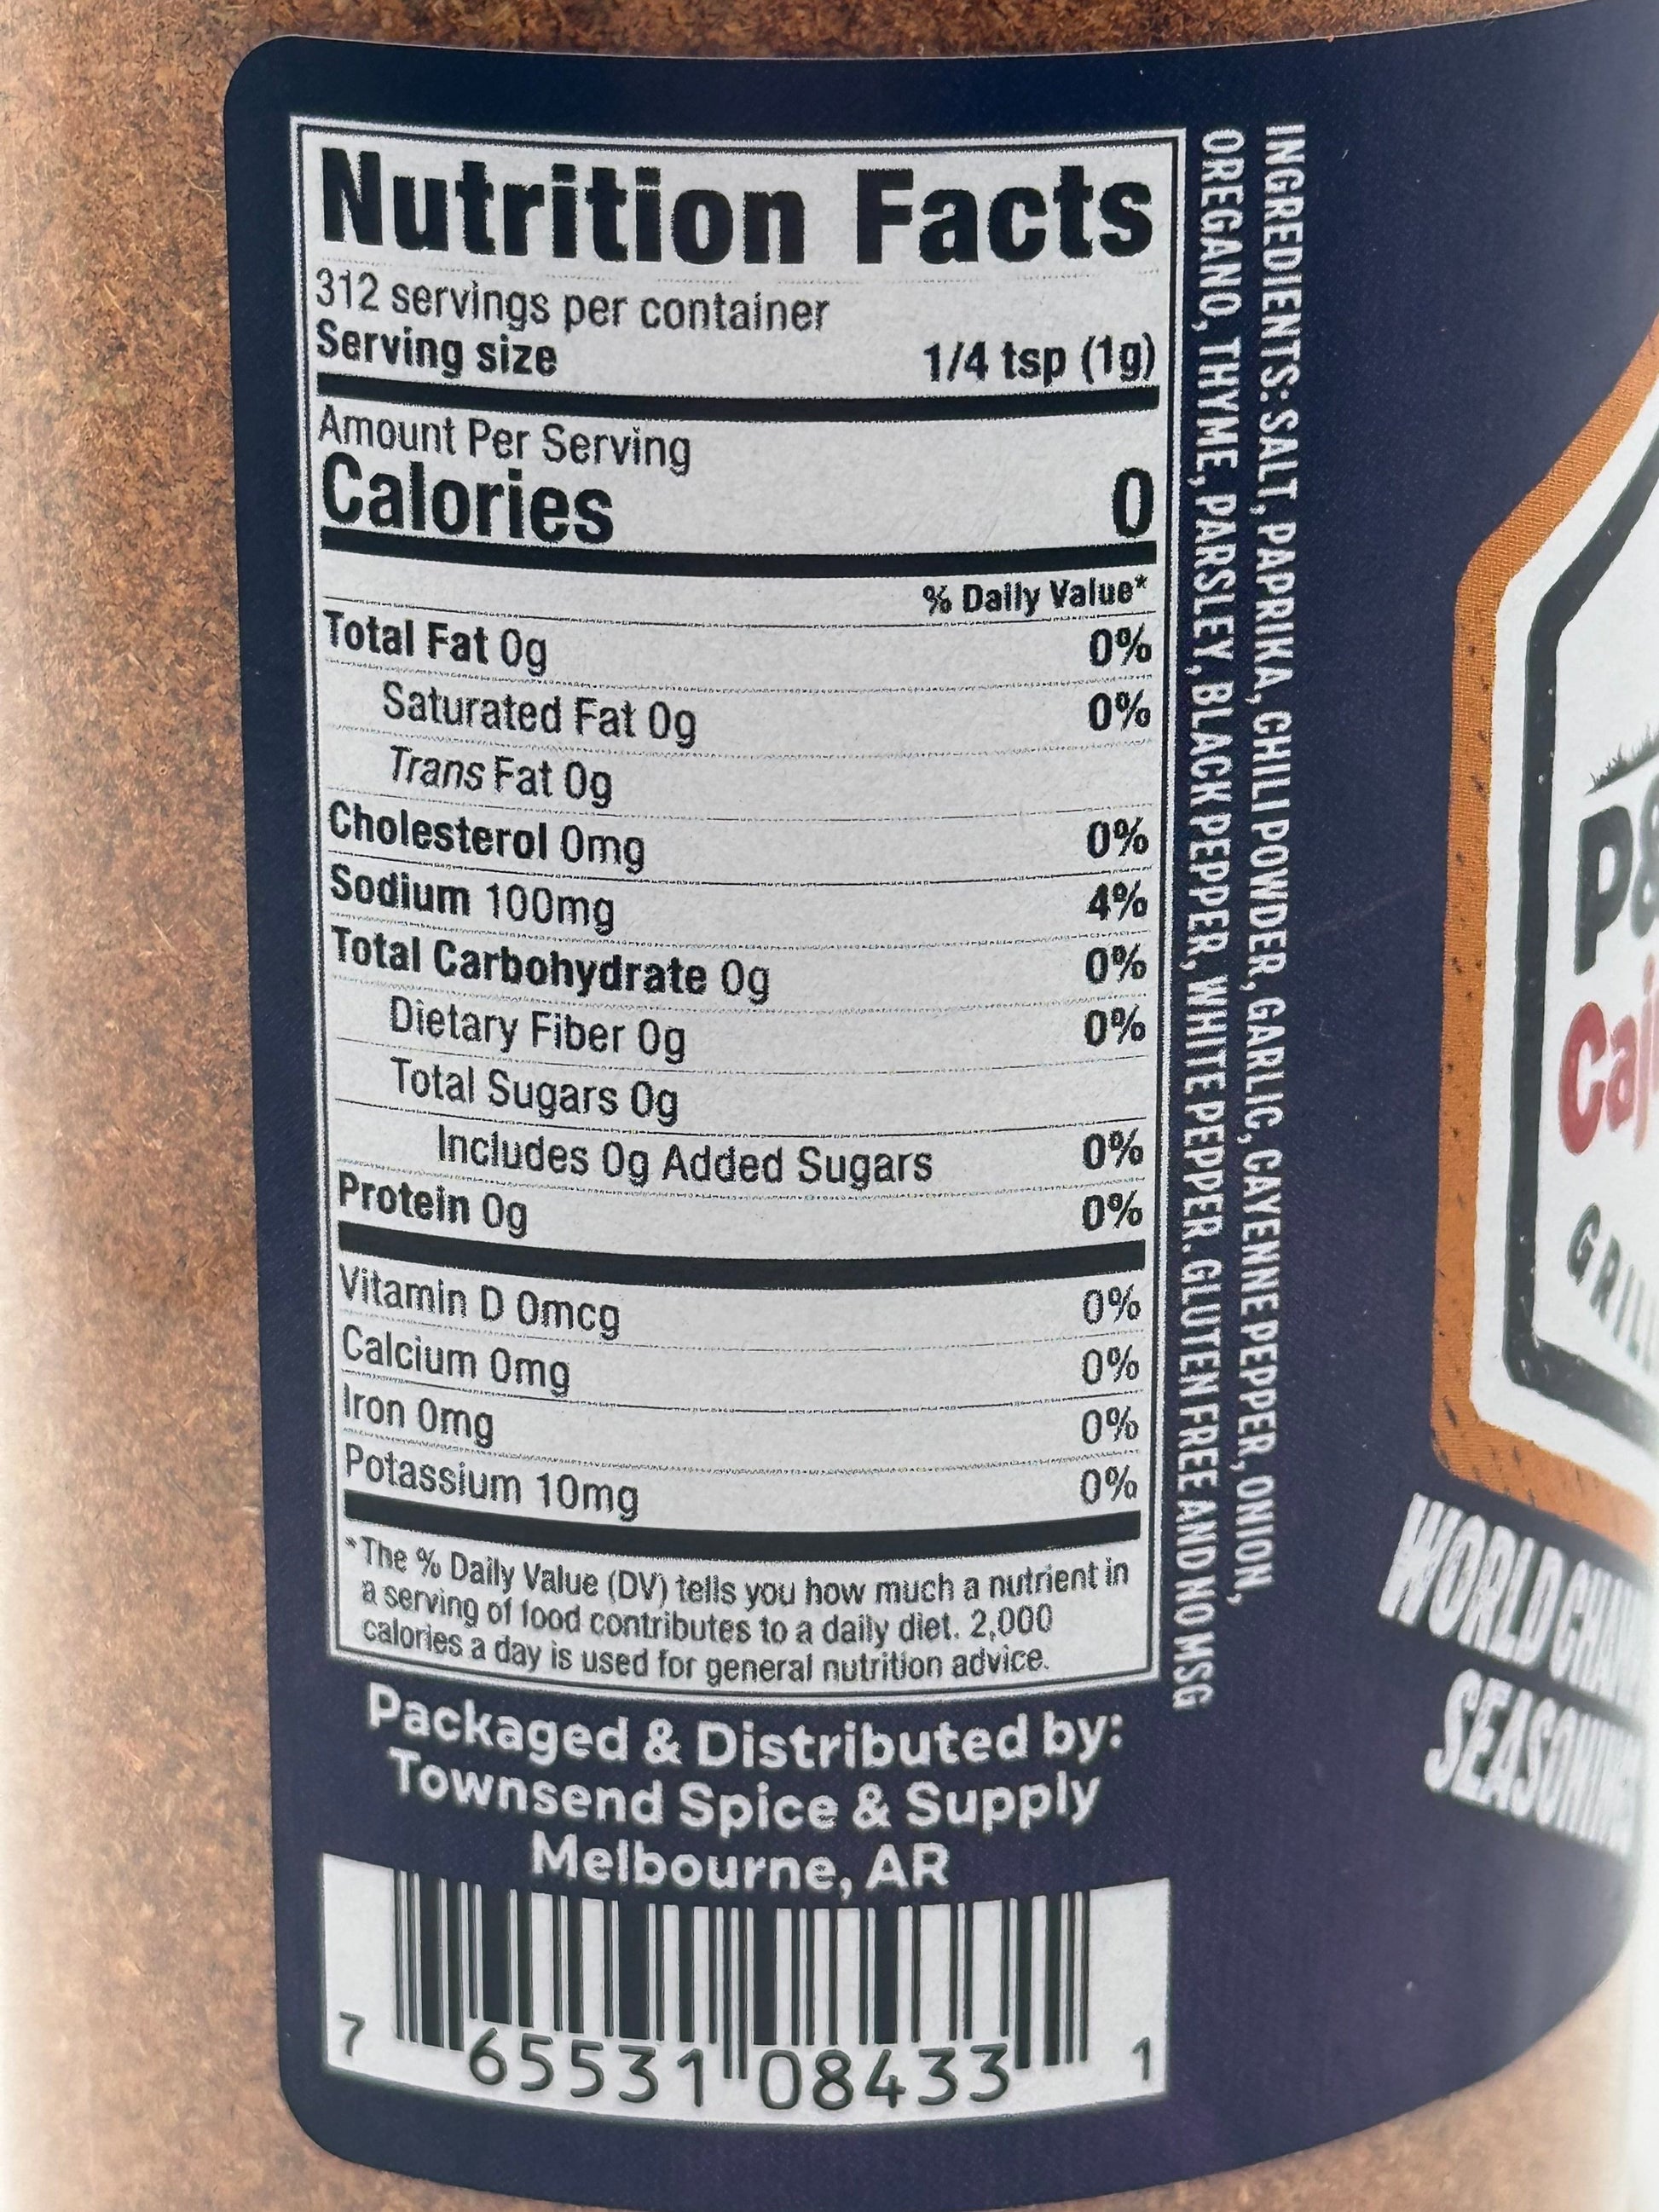 Nutrition Facts
312 servings per container
Serving size 1/4 tsp (1g)
Amount Per Serving
Calories 0
% Daily Value*
Total Fat 0g 0%
Saturated Fat 0g 0%
Trans Fat 0g
Cholesterol 0mg 0%
Sodium 100mg 4%
Total Carbohydrate 0g 0%
Dietary Fiber 0g 0%
Total Sugars 0g
Includes 0g Added Sugars 0%
Protein 0g 0%
Vitamin D 0mcg 0%
Calcium 0mg 0%
Iron 0mg 0%
Potassium 10mg 0%
*The % Daily Value (DV) tells you how much a nutrient in
a serving of food contributes to a daily diet. 2,000
calories a day is used for general nutrition advice.
Packaged & Distributed by:
Townsend Spice & Supply
Melbourne, AR
7 65531 08433 1
INGREDIENTS: SALT, PAPRIKA, CHILI POWDER, GARLIC, CAYENNE PEPPER, ONION,
OREGANO, THYME, PARSLEY, BLACK PEPPER, WHITE PEPPER. GLUTEN FREE AND NO MSG
P&
Caj
GRIL
WORLD CHA
SEASONING